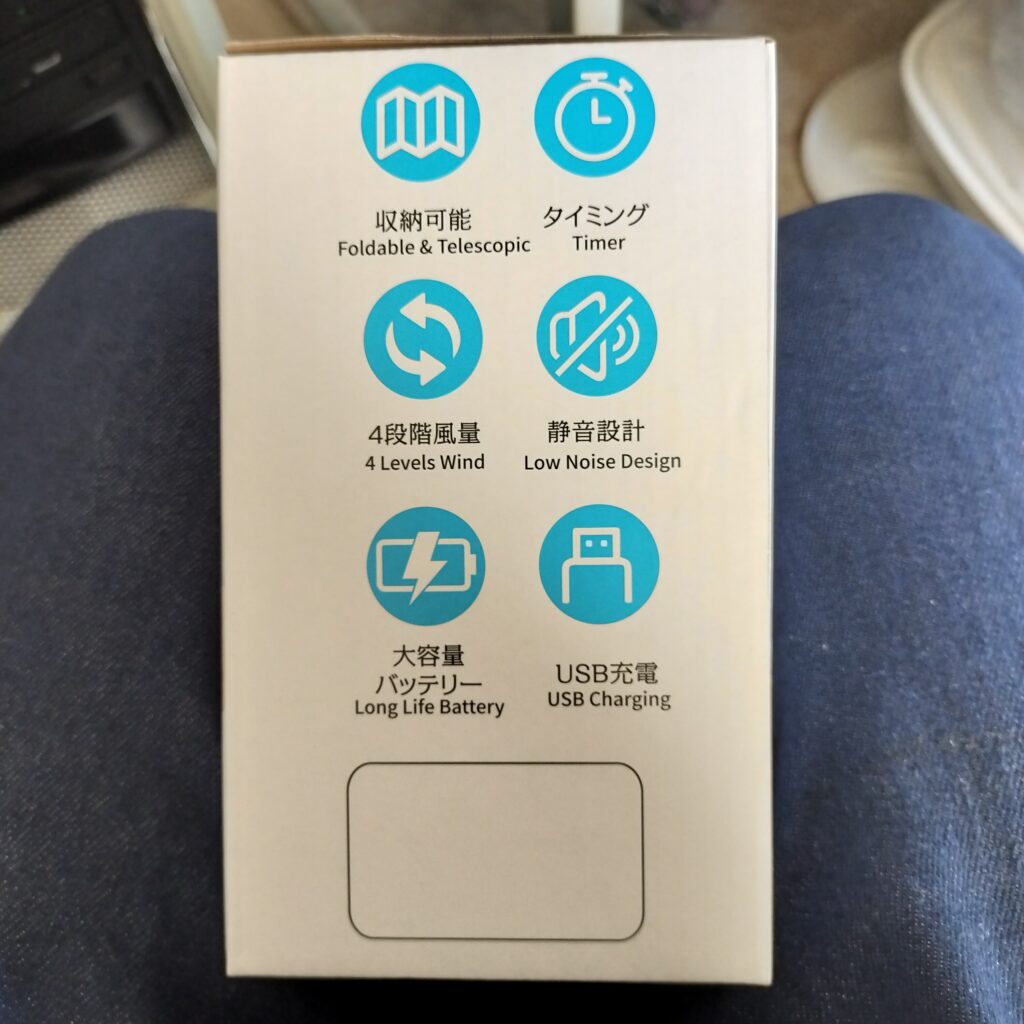 収納可能
Foldable & Telescopic
タイミング
Timer
4段階風量
4 Levels Wind
静音設計
Low Noise Design
大容量
バッテリー
Long Life Battery
USB充電
USB Charging